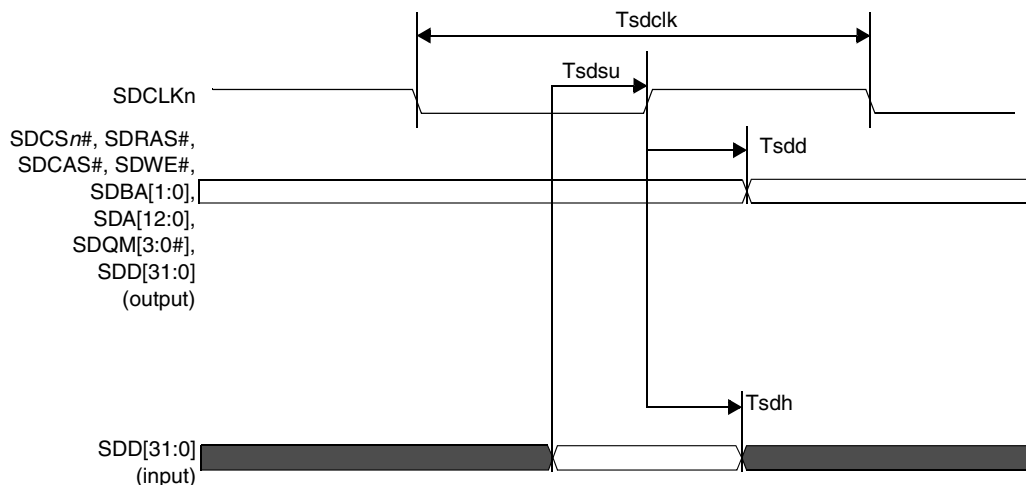 Tsdclk
Tsdsu
SDCLKn
SDCSn#, SDRAS#,
SDCAS#, SDWE#,
Tsdd
SDBA[1:0],
SDA[12:0],
SDQM[3:0#],
SDD[31:0]
(output)
Tsdh
SDD[31:0]
(input)